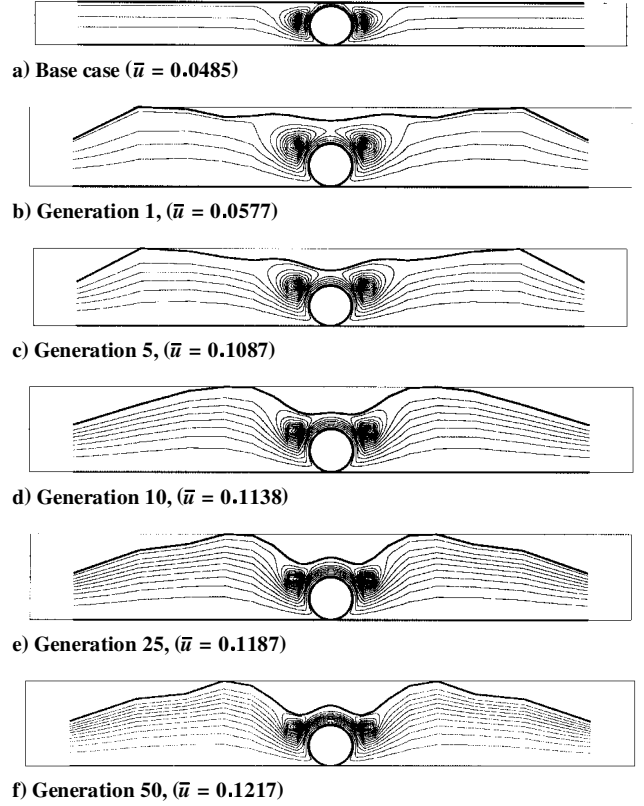 a) Base case (ū = 0.0485)
b) Generation 1, (ū = 0.0577)
c) Generation 5, (ū = 0.1087)
d) Generation 10, (ū = 0.1138)
e) Generation 25, (ū = 0.1187)
f) Generation 50, (ū = 0.1217)